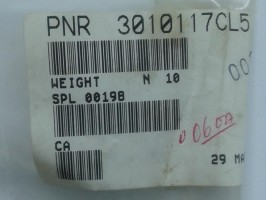 PNR 3010117CL5
WEIGHT N 10
SPL 00198
CA
29 MA